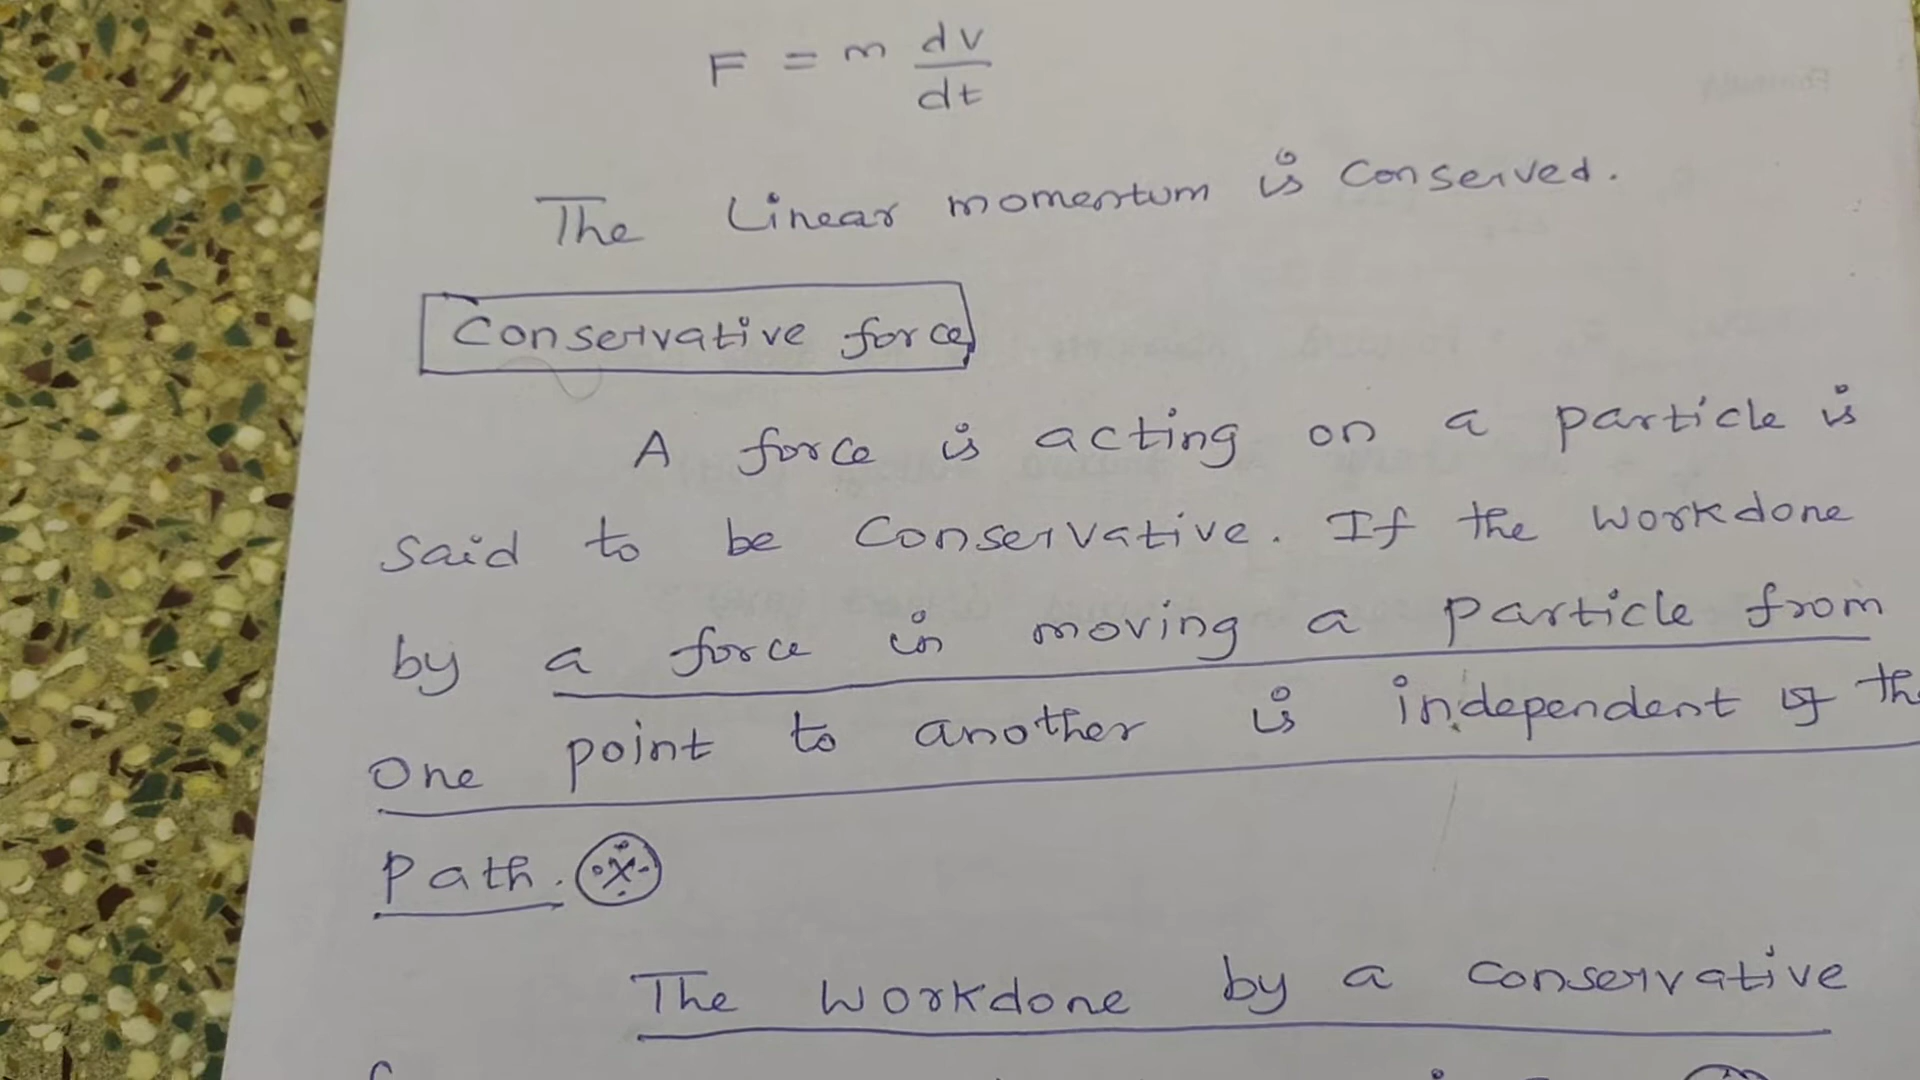 F = m dv/dt
The Linear momentum is conserved.
Conservative force
A force is acting on a particle is
said to be conservative. If the workdone
by a force in moving a particle from
one point to another is independent of the
path.
The workdone by a conservative